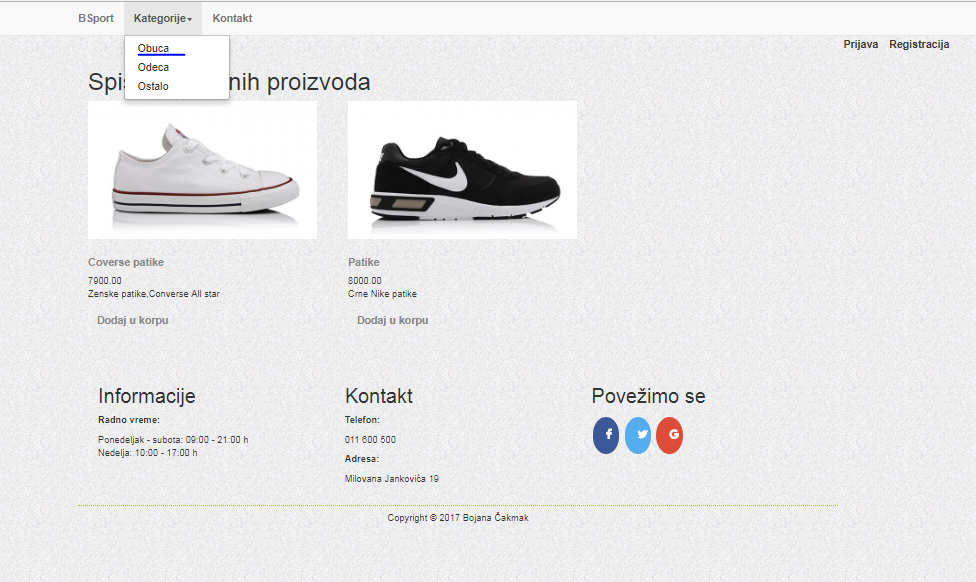 BSport Kategorije Kontakt
Obuca
Odeca
Ostalo
Prijava Registracija
proizvoda
Coverse patike
7900.00
Zenske patike,Converse All star
Dodaj u korpu
Patike
8000.00
Crne Nike patike
Dodaj u korpu
Informacije
Radno vreme:
Ponedeljak - subota: 09:00 - 21:00 h
Nedelja: 10:00 - 17:00 h
Kontakt
Telefon:
011 600 500
Adresa:
Milovana Jankovića 19
Povežimo se
f
G
Copyright © 2017 Bojana Čakmak